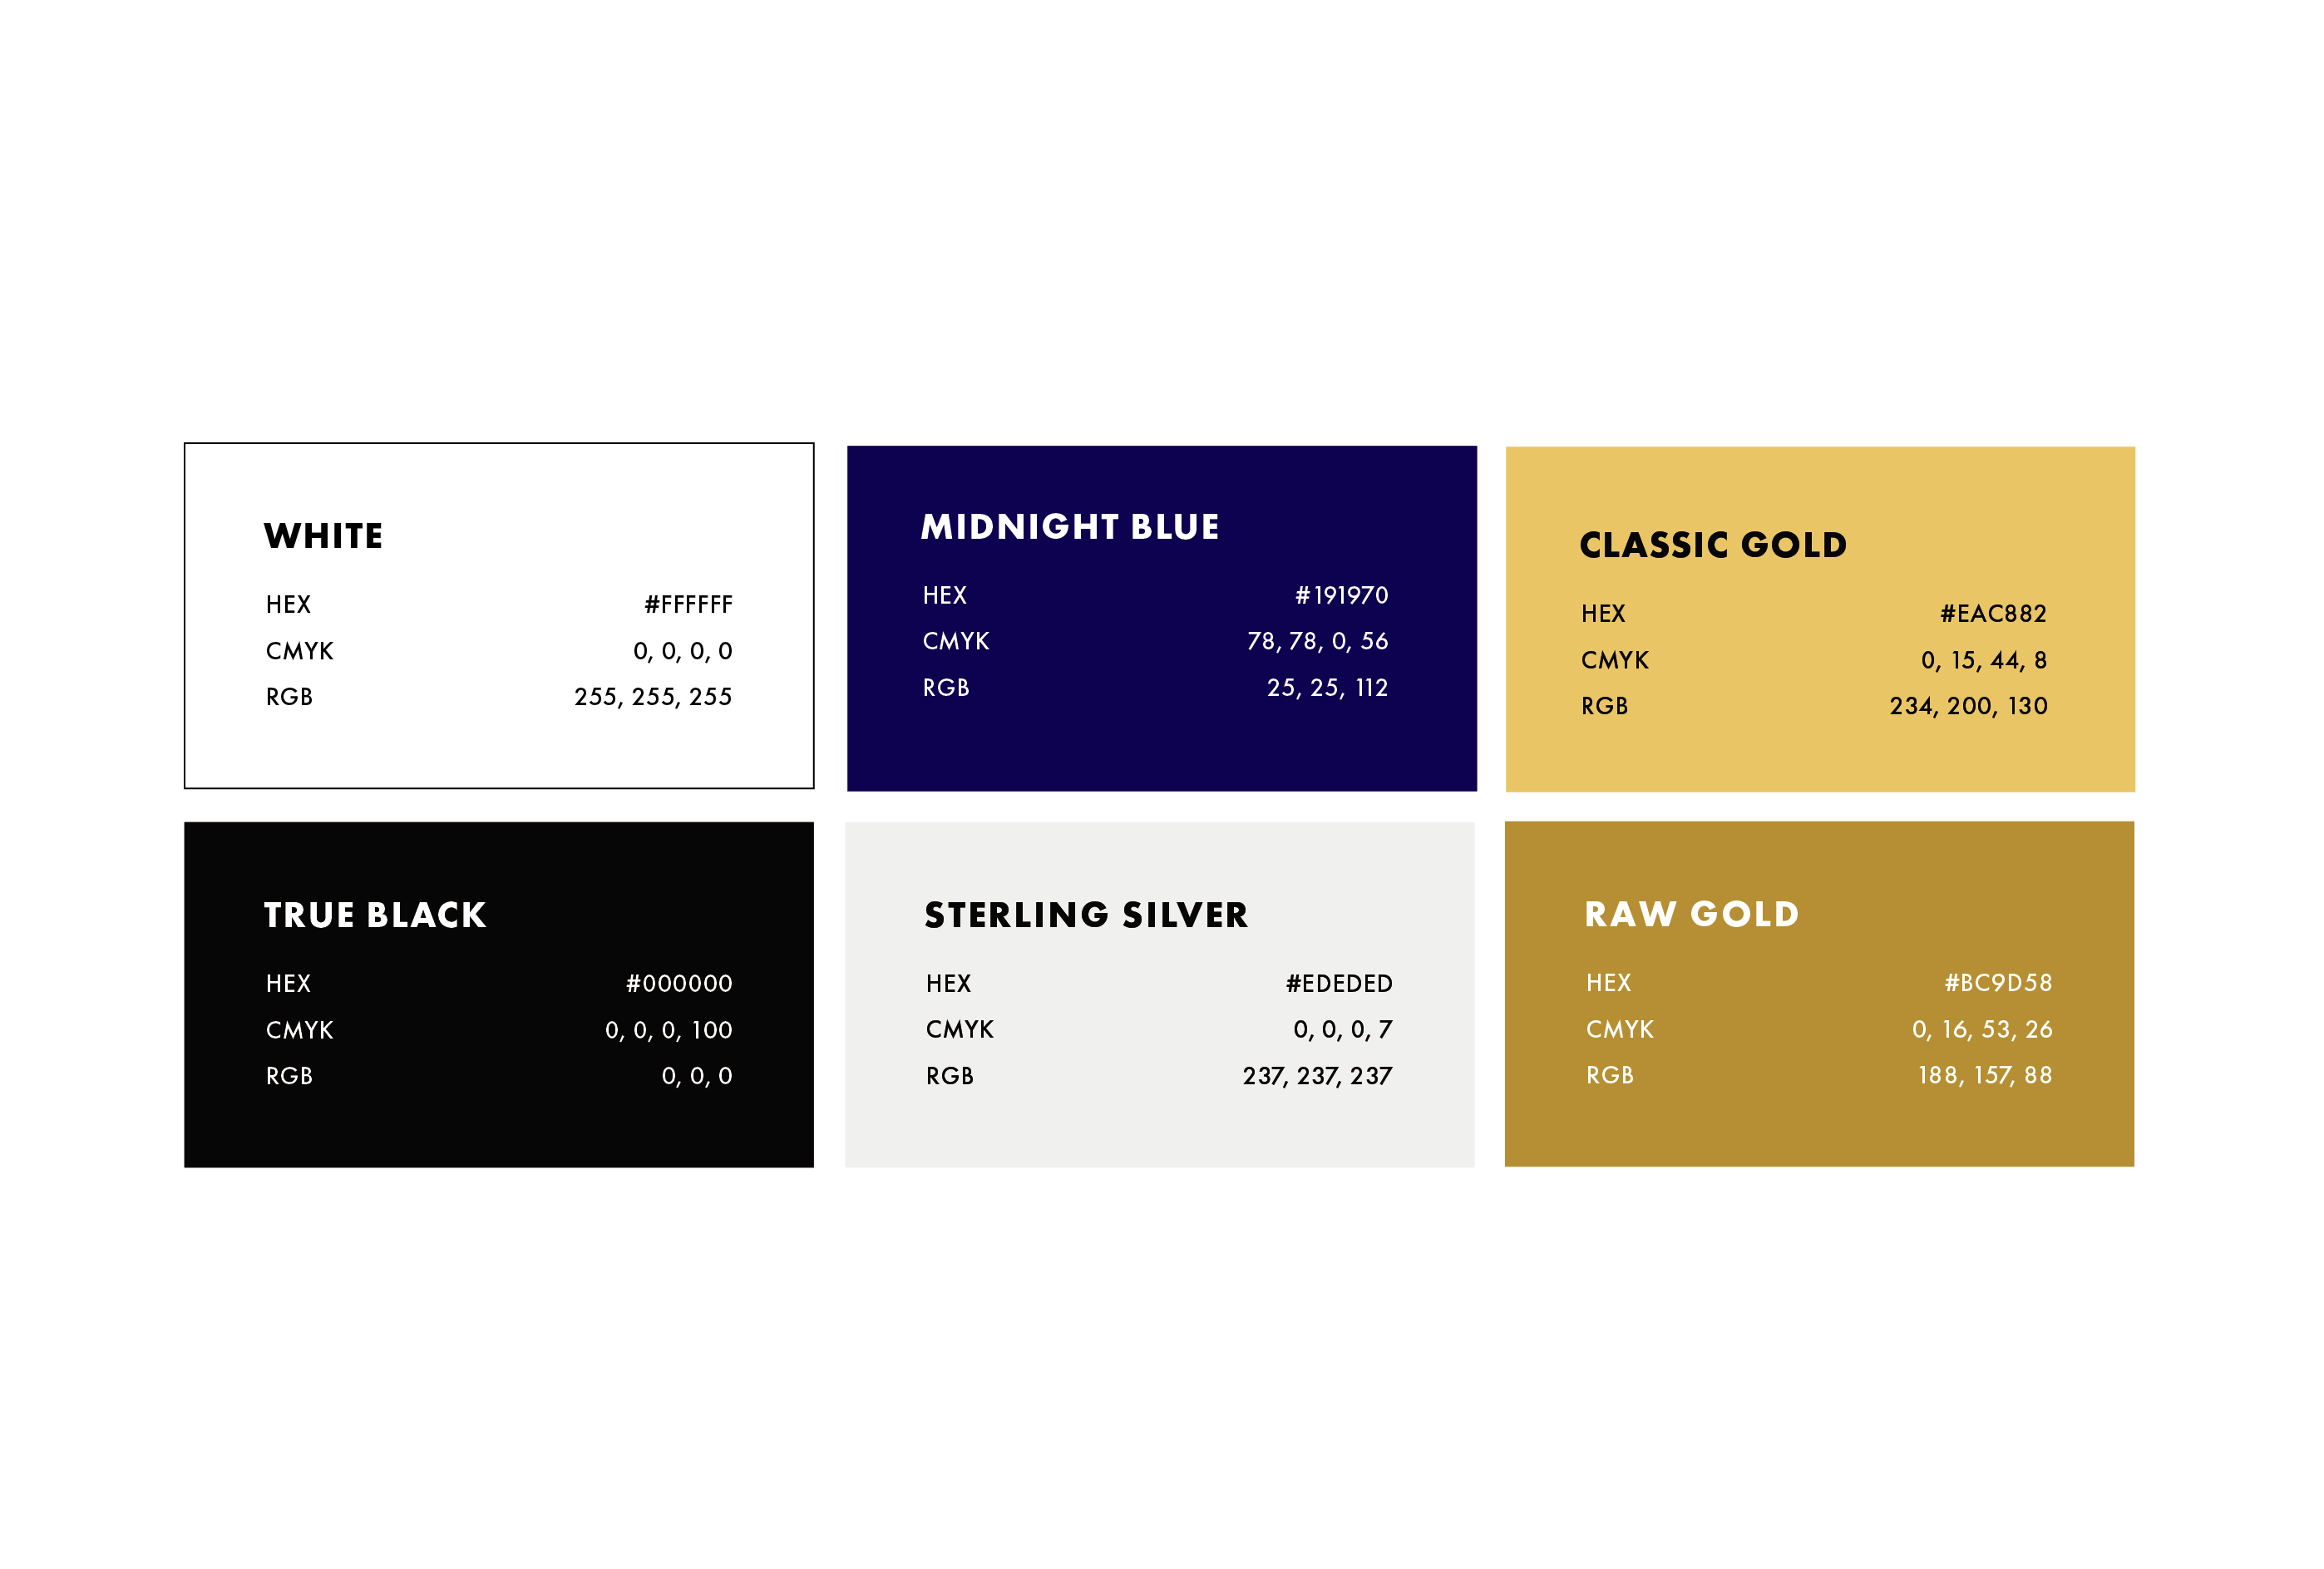 WHITE
HEX #FFFFFF
CMYK 0, 0, 0, 0
RGB 255, 255, 255
MIDNIGHT BLUE
HEX #191970
CMYK 78, 78, 0, 56
RGB 25, 25, 112
CLASSIC GOLD
HEX #EAC882
CMYK 0, 15, 44, 8
RGB 234, 200, 130
TRUE BLACK
HEX #000000
CMYK 0, 0, 0, 100
RGB 0, 0, 0
STERLING SILVER
HEX #EDEDED
CMYK 0, 0, 0, 7
RGB 237, 237, 237
RAW GOLD
HEX #BC9D58
CMYK 0, 16, 53, 26
RGB 188, 157, 88